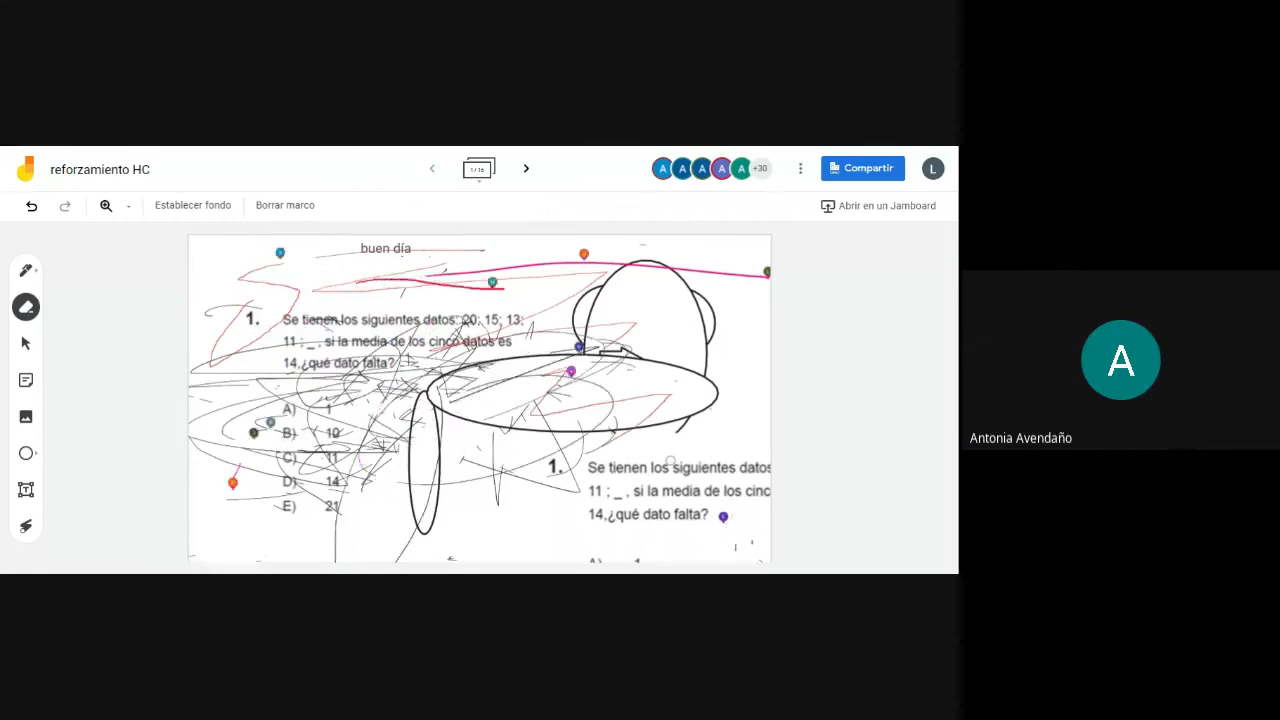 reforzamiento HC
1 / 16
A A A A A +30
Compartir
L
Establecer fondo
Borrar marco
Abrir en un Jamboard
buen día
1. Se tienen los siguientes datos: 20; 15; 13;
11 ; _ , si la media de los cinco datos es
14,¿qué dato falta?
A) 1
B) 10
C) 11
D) 14
E) 21
1. Se tienen los siguientes datos
11 ; _ , si la media de los cinc
14,¿qué dato falta?
A
Antonia Avendaño